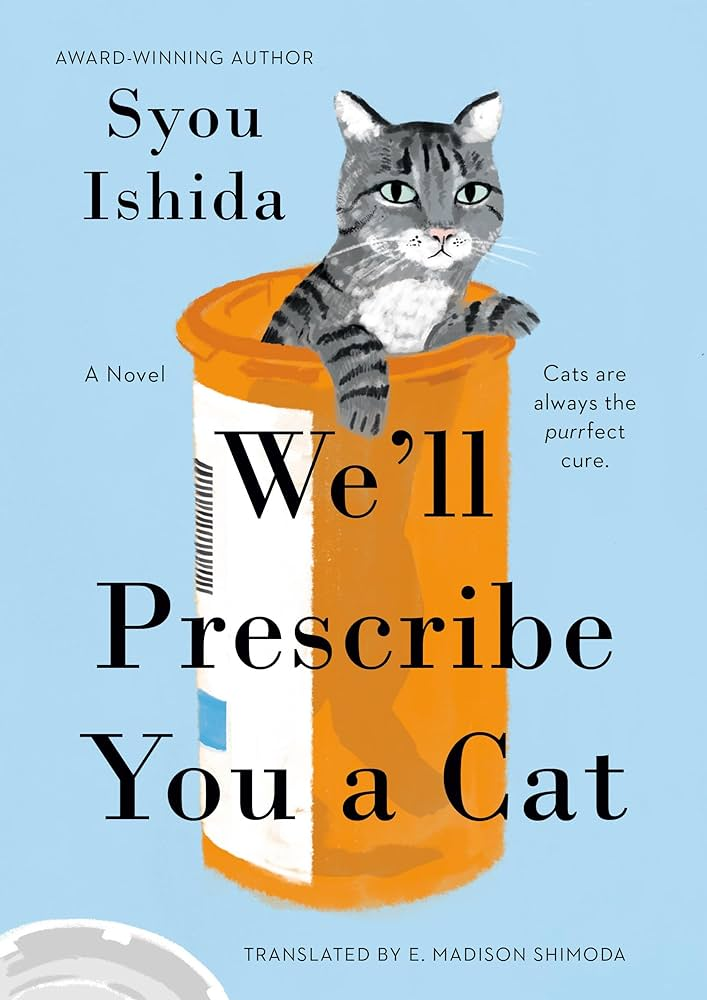 AWARD-WINNING AUTHOR
Syou
Ishida
A Novel
Cats are
always the
purrfect
cure.
We’ll
Prescribe
You a Cat
TRANSLATED BY E. MADISON SHIMODA